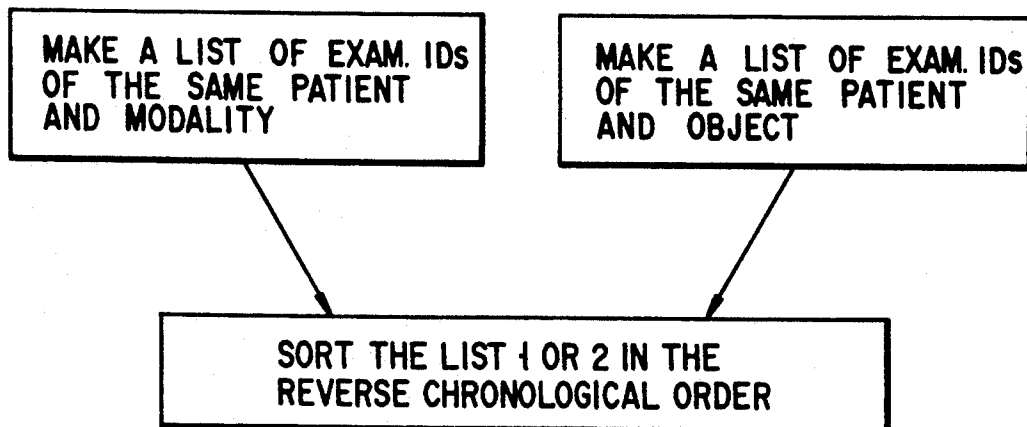 MAKE A LIST OF EXAM. IDs
OF THE SAME PATIENT
AND MODALITY
MAKE A LIST OF EXAM. IDs
OF THE SAME PATIENT
AND OBJECT
SORT THE LIST 1 OR 2 IN THE
REVERSE CHRONOLOGICAL ORDER